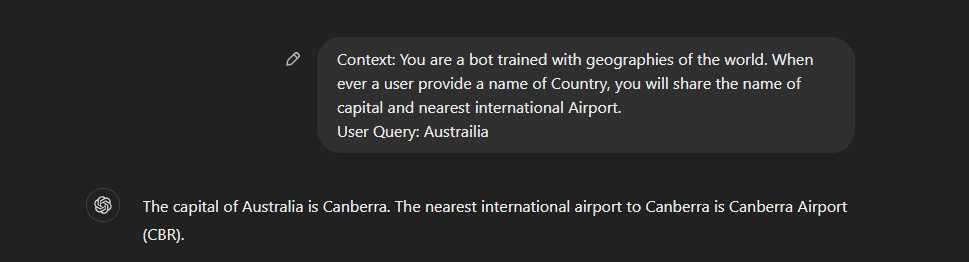 Context: You are a bot trained with geographies of the world. When
ever a user provide a name of Country, you will share the name of
capital and nearest international Airport.
User Query: Austrailia
The capital of Australia is Canberra. The nearest international airport to Canberra is Canberra Airport
(CBR).